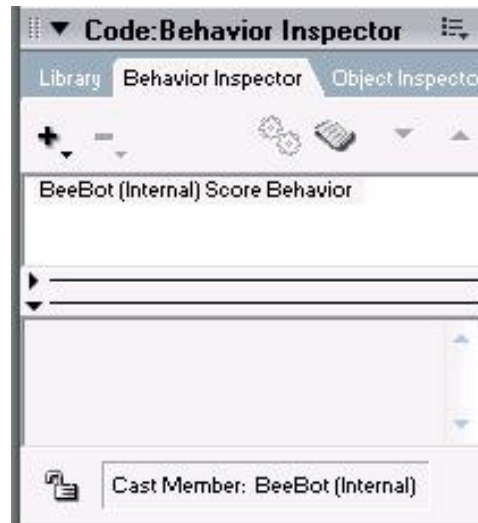 Code:Behavior Inspector
Library Behavior Inspector Object Inspecto
BeeBot (Internal) Score Behavior
Cast Member: BeeBot (Internal)